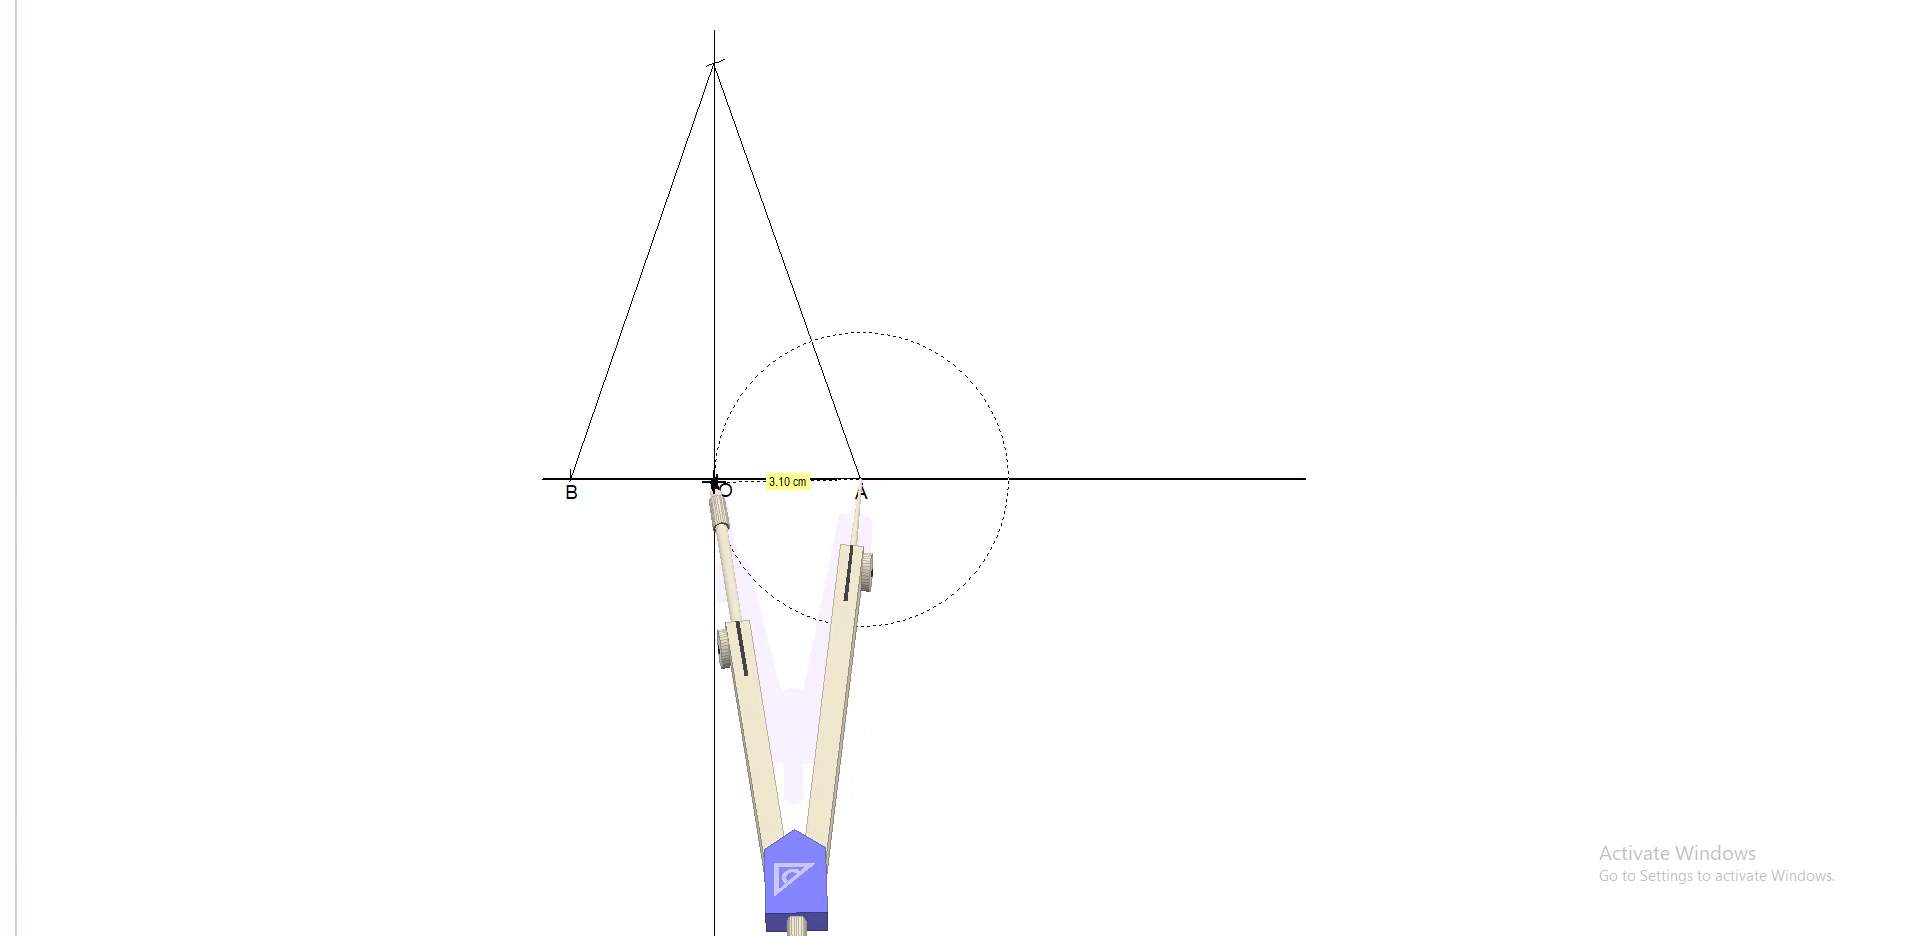 3.10 cm
B
O
A
Activate Windows
Go to Settings to activate Windows.